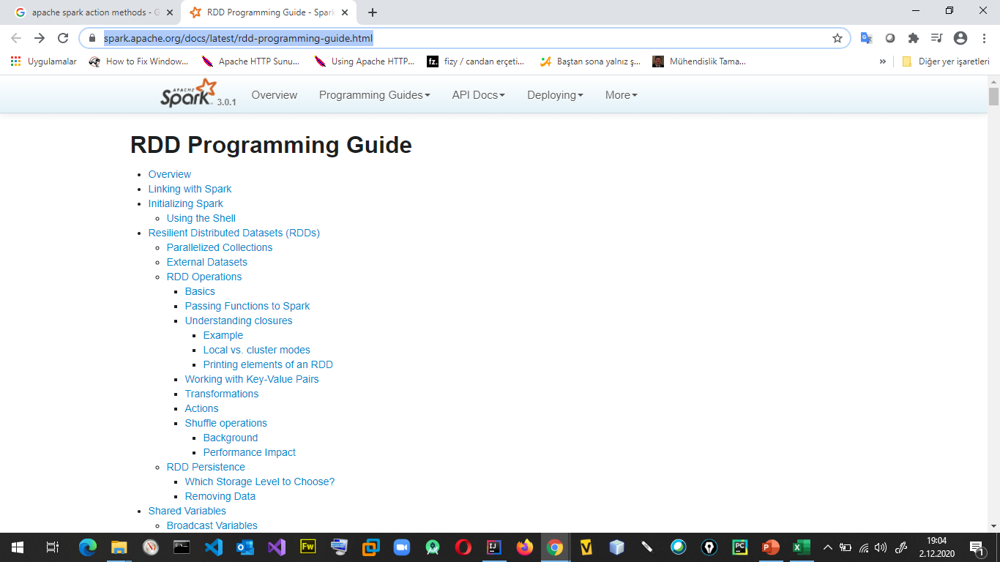 apache spark action methods - G
RDD Programming Guide - Spark
spark.apache.org/docs/latest/rdd-programming-guide.html
Uygulamalar
How to Fix Window...
Apache HTTP Sunu...
Using Apache HTTP...
fz.
fizy / candan erçeti...
Baştan sona yalnız ş...
Mühendislik Tama...
»
Diğer yer işaretleri
APACHE Spark 3.0.1
Overview
Programming Guides
API Docs
Deploying
More
RDD Programming Guide
Overview
Linking with Spark
Initializing Spark
Using the Shell
Resilient Distributed Datasets (RDDs)
Parallelized Collections
External Datasets
RDD Operations
Basics
Passing Functions to Spark
Understanding closures
Example
Local vs. cluster modes
Printing elements of an RDD
Working with Key-Value Pairs
Transformations
Actions
Shuffle operations
Background
Performance Impact
RDD Persistence
Which Storage Level to Choose?
Removing Data
Shared Variables
Broadcast Variables
Fw
IJ
PC
19:04
2.12.2020
1